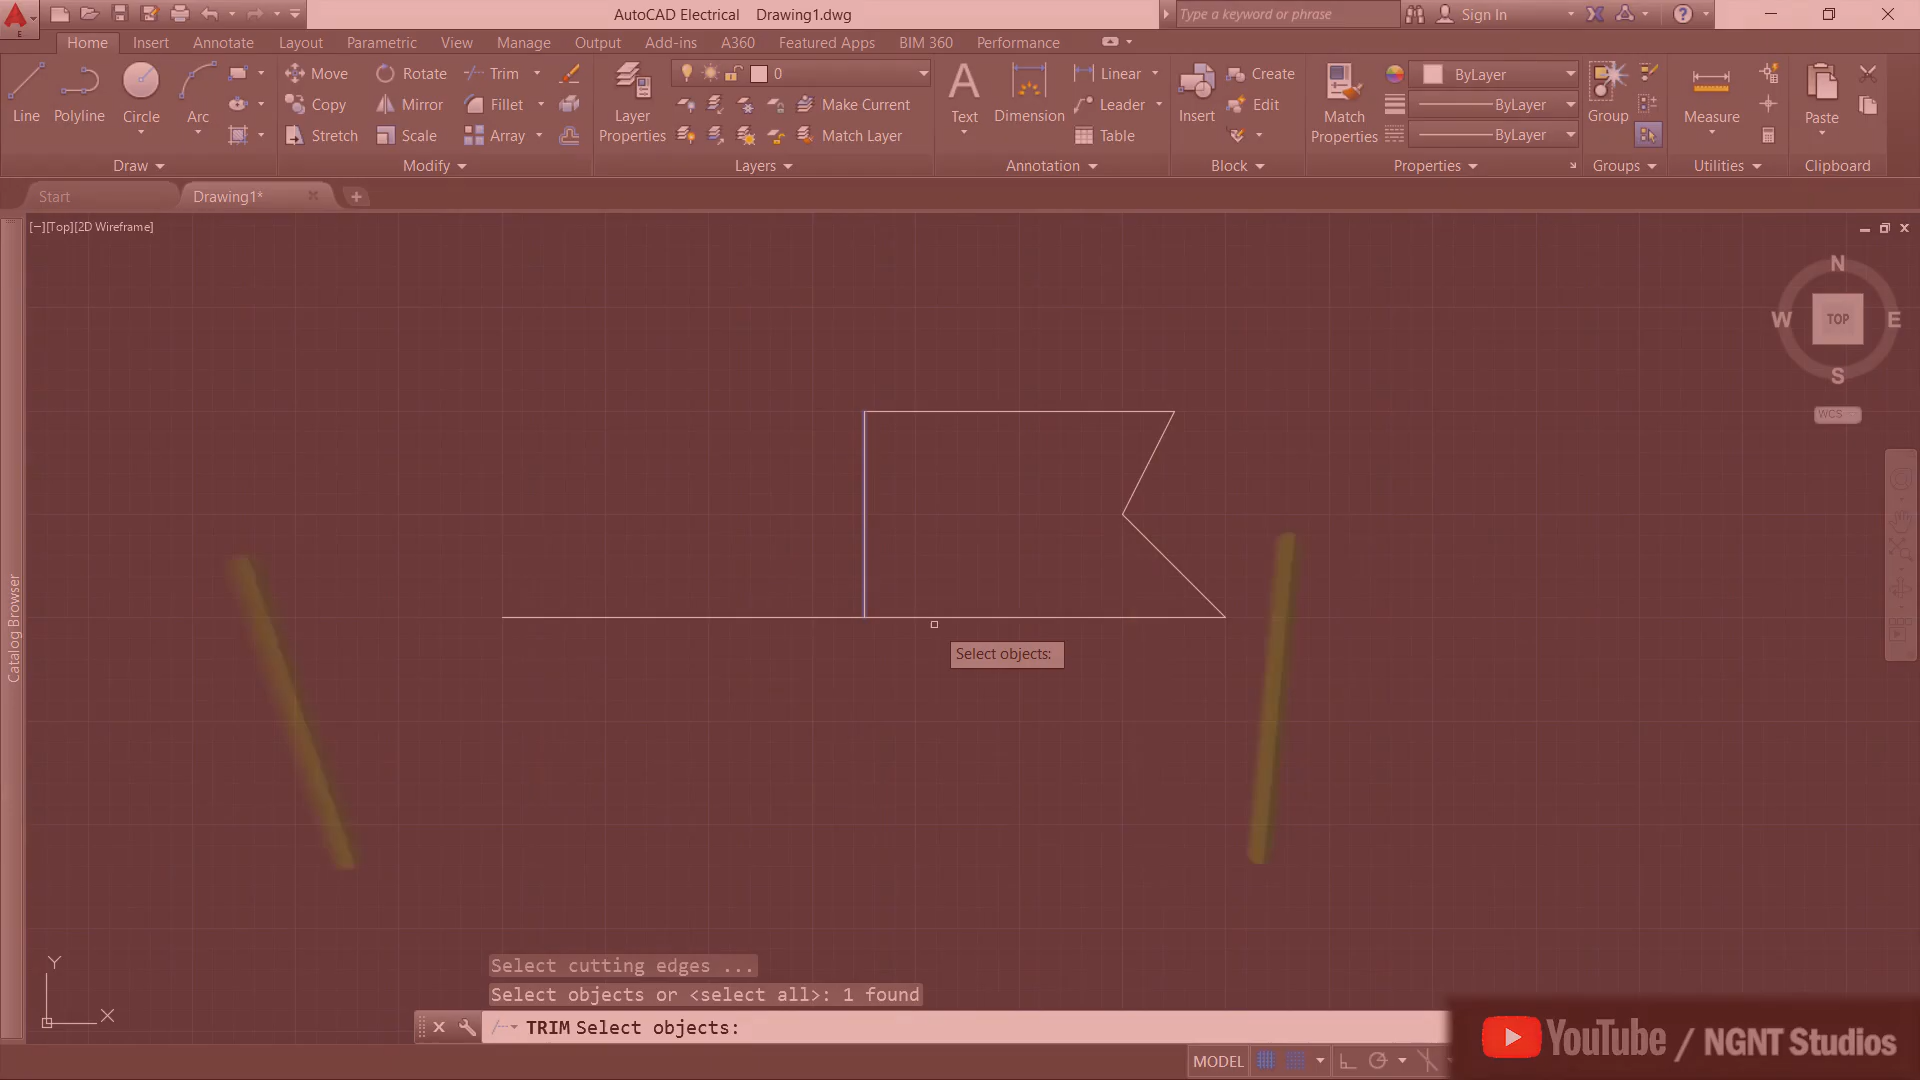 AutoCAD Electrical Drawing1.dwg
Type a keyword or phrase
Sign In
E
Home Insert Annotate Layout Parametric View Manage Output Add-ins A360 Featured Apps BIM 360 Performance
Line Polyline Circle Arc
Move Rotate Trim
Copy Mirror Fillet
Stretch Scale Array
Layer Properties
0
Make Current
Match Layer
Text Dimension
Linear
Leader
Table
Insert
Create
Edit
Match Properties
ByLayer
ByLayer
ByLayer
Group
Measure
Paste
Draw Modify Layers Annotation Block Properties Groups Utilities Clipboard
Start Drawing1*
[−][Top][2D Wireframe]
N
W TOP E
S
WCS
Catalog Browser
Select objects:
Y
X
Select cutting edges ...
Select objects or <select all>: 1 found
TRIM Select objects:
MODEL
YouTube / NGNT Studios